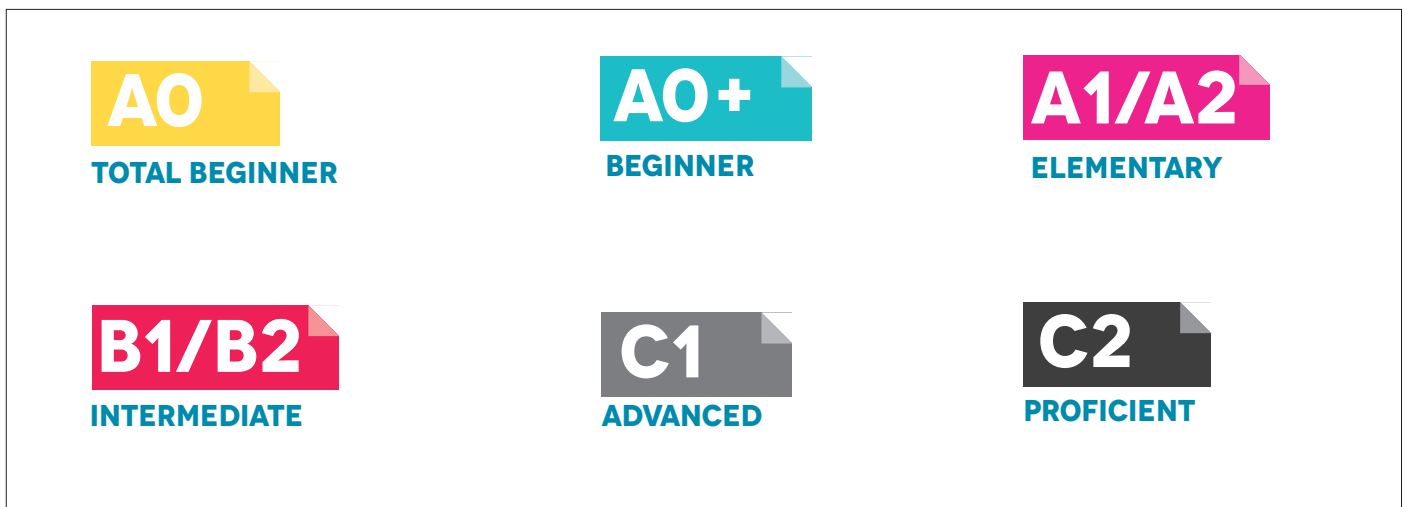 A0
TOTAL BEGINNER
A0+
BEGINNER
A1/A2
ELEMENTARY
B1/B2
INTERMEDIATE
C1
ADVANCED
C2
PROFICIENT